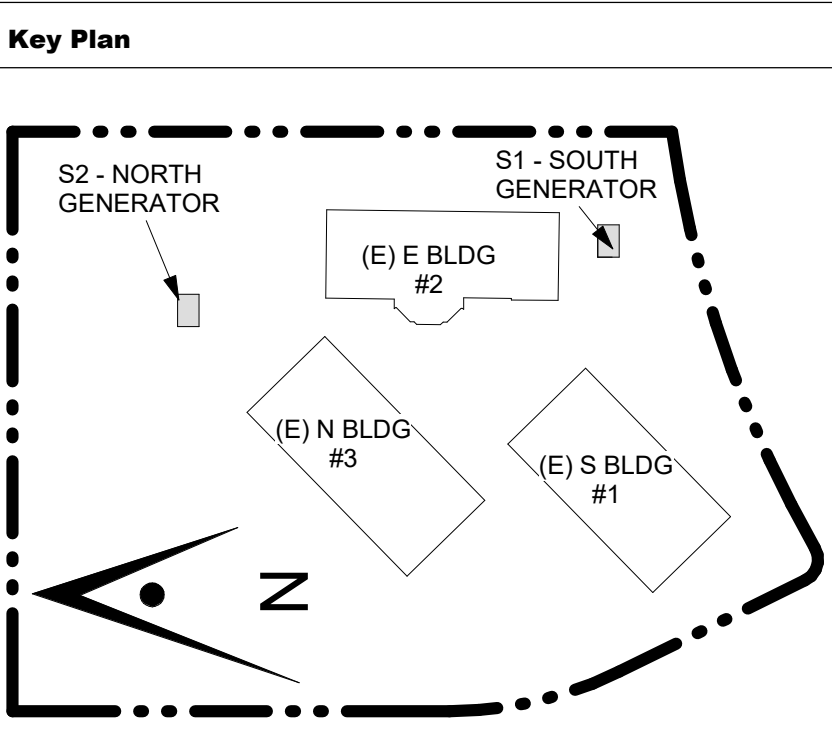 Key Plan
S2 - NORTH
GENERATOR
S1 - SOUTH
GENERATOR
(E) E BLDG
#2
(E) N BLDG
#3
(E) S BLDG
#1
N